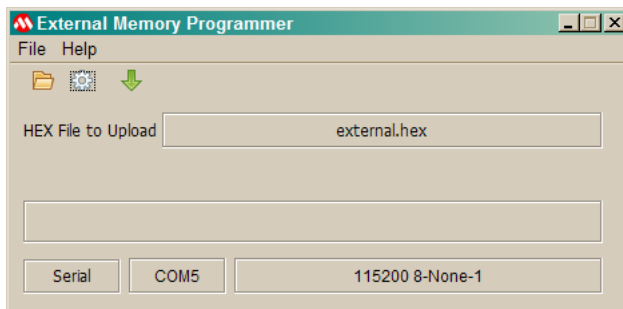 External Memory Programmer
File Help
HEX File to Upload external.hex
Serial COM5 115200 8-None-1